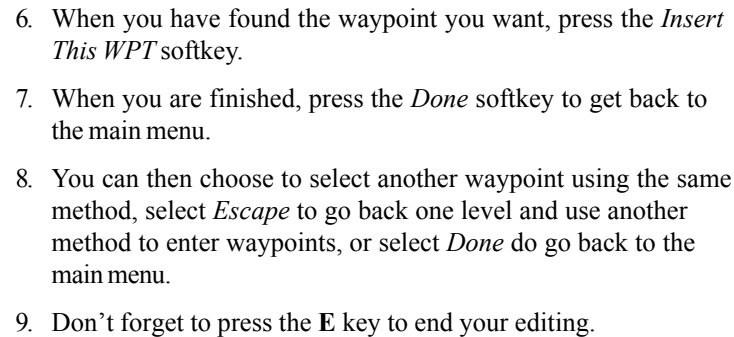 6. When you have found the waypoint you want, press the Insert
This WPT softkey.
7. When you are finished, press the Done softkey to get back to
the main menu.
8. You can then choose to select another waypoint using the same
method, select Escape to go back one level and use another
method to enter waypoints, or select Done do go back to the
main menu.
9. Don’t forget to press the E key to end your editing.